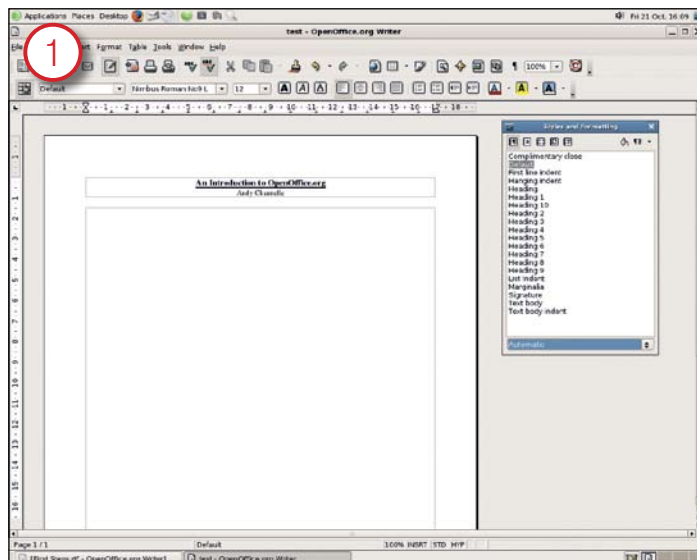 Applications Places Desktop
Fri 21 Oct, 16:09
test - OpenOffice.org Writer
1
Format Table Tools Window Help
100%
Default Nimbus Roman No9 L 12
Styles and Formatting
An Introduction to OpenOffice.org
Andy Channelle
Complimentary close
Default
First line indent
Hanging indent
Heading
Heading 1
Heading 10
Heading 2
Heading 3
Heading 4
Heading 5
Heading 6
Heading 7
Heading 8
Heading 9
List Indent
Marginalia
Signature
Text body
Text body indent
Automatic
Page 1 / 1 Default 100% INSRT STD HYP
test - OpenOffice.org Writer